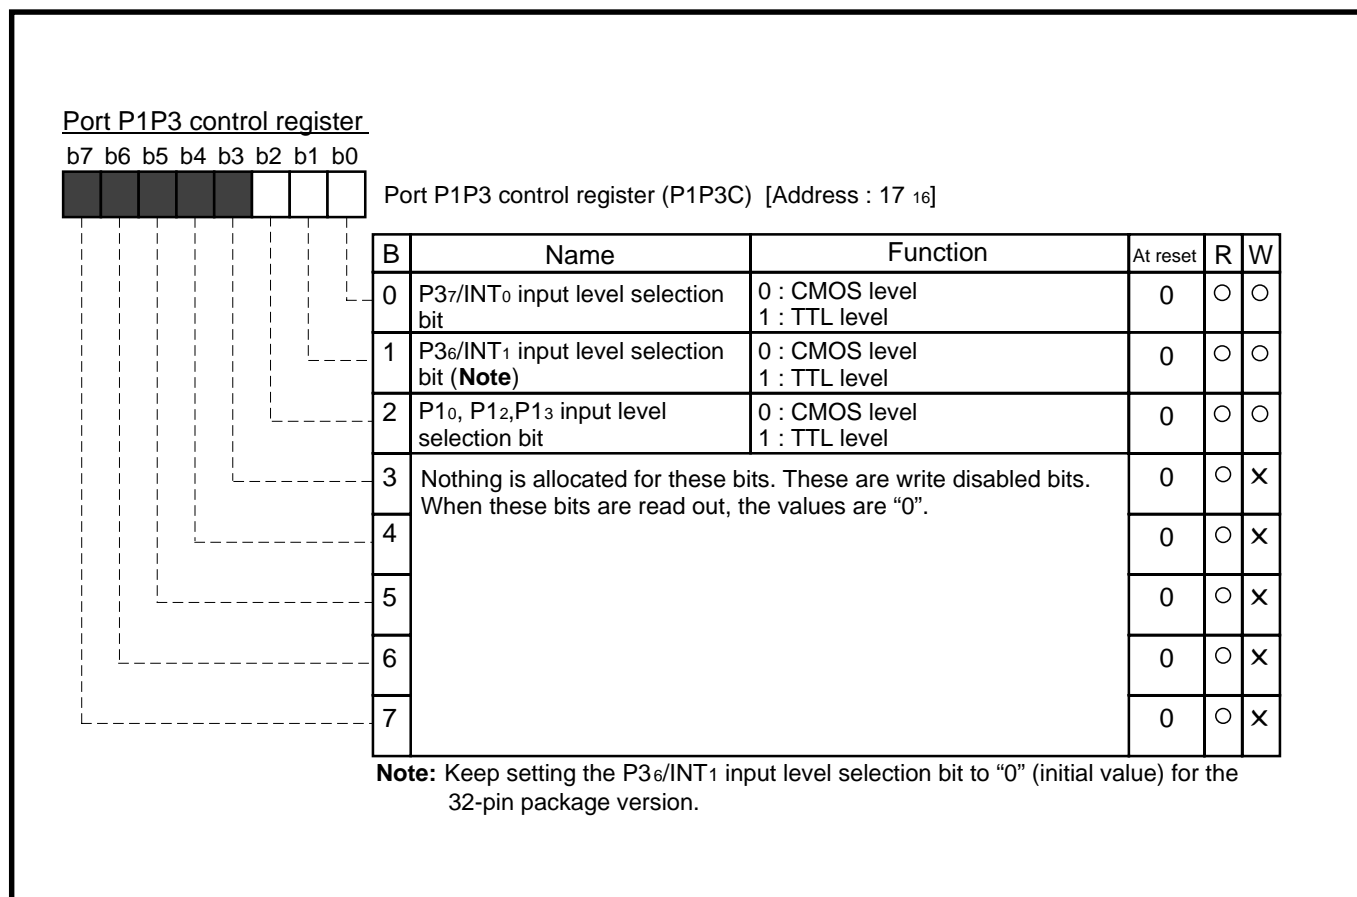 Port P1P3 control register
b7 b6 b5 b4 b3 b2 b1 b0
Port P1P3 control register (P1P3C) [Address : 17 16]
B Name Function At reset R W
0 P37/INT0 input level selection bit 0 : CMOS level 1 : TTL level 0 ○ ○
1 P36/INT1 input level selection bit (Note) 0 : CMOS level 1 : TTL level 0 ○ ○
2 P10, P12,P13 input level selection bit 0 : CMOS level 1 : TTL level 0 ○ ○
3 Nothing is allocated for these bits. These are write disabled bits. When these bits are read out, the values are “0”. 0 ○ ×
4 0 ○ ×
5 0 ○ ×
6 0 ○ ×
7 0 ○ ×
Note: Keep setting the P36/INT1 input level selection bit to “0” (initial value) for the
32-pin package version.